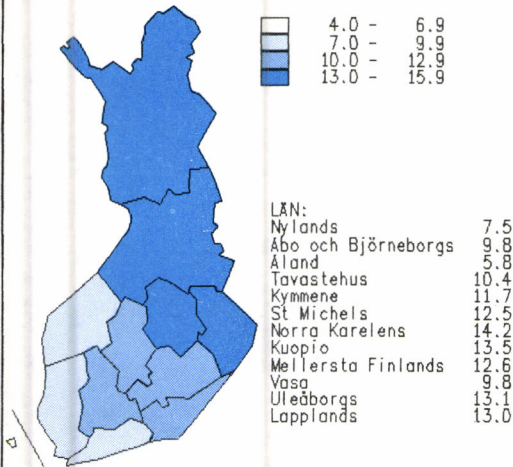 4.0 - 6.9
7.0 - 9.9
10.0 - 12.9
13.0 - 15.9
LÄN:
Nylands 7.5
Åbo och Björneborgs 9.8
Åland 5.8
Tavastehus 10.4
Kymmene 11.7
St Michels 12.5
Norra Karelens 14.2
Kuopio 13.5
Mellersta Finlands 12.6
Vasa 9.8
Uleåborgs 13.1
Lapplands 13.0